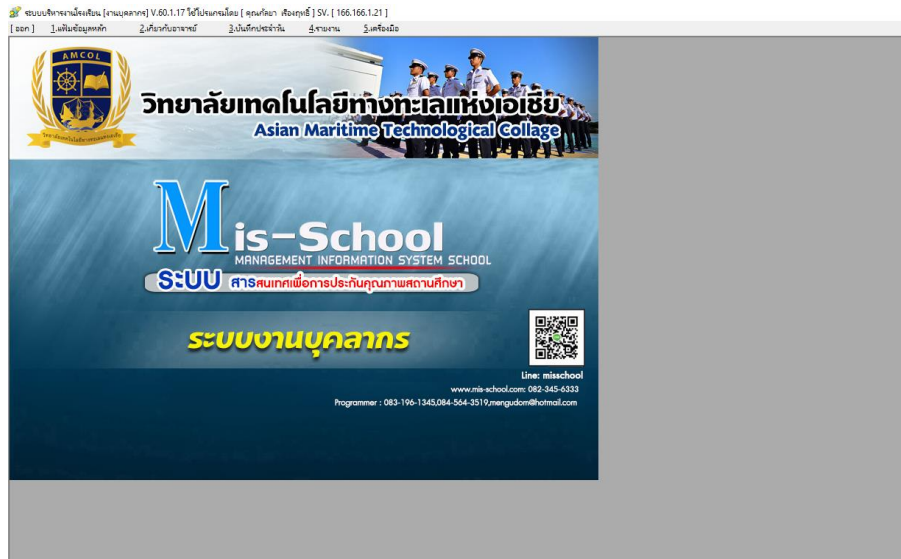 ระบบบริหารงานโรงเรียน [งานบุคลากร] V.60.1.17 ใช้โปรแกรมโดย [ คุณกัลยา เรืองฤทธิ์ ] SV. [ 166.166.1.21 ]
[ ออก ] 1.แฟ้มข้อมูลหลัก 2.เกี่ยวกับอาจารย์ 3.บันทึกประจำวัน 4.รายงาน 5.เครื่องมือ
AMCOL
วิทยาลัยเทคโนโลยีทางทะเลแห่งเอเชีย
Asian Maritime Technological Collage
Mis-School
MANAGEMENT INFORMATION SYSTEM SCHOOL
ระบบ สารสนเทศเพื่อการประกันคุณภาพสถานศึกษา
ระบบงานบุคลากร
Line: misschool
www.mis-school.com: 082-345-6333
Programmer : 083-196-1345,084-564-3519,mengudom@hotmail.com